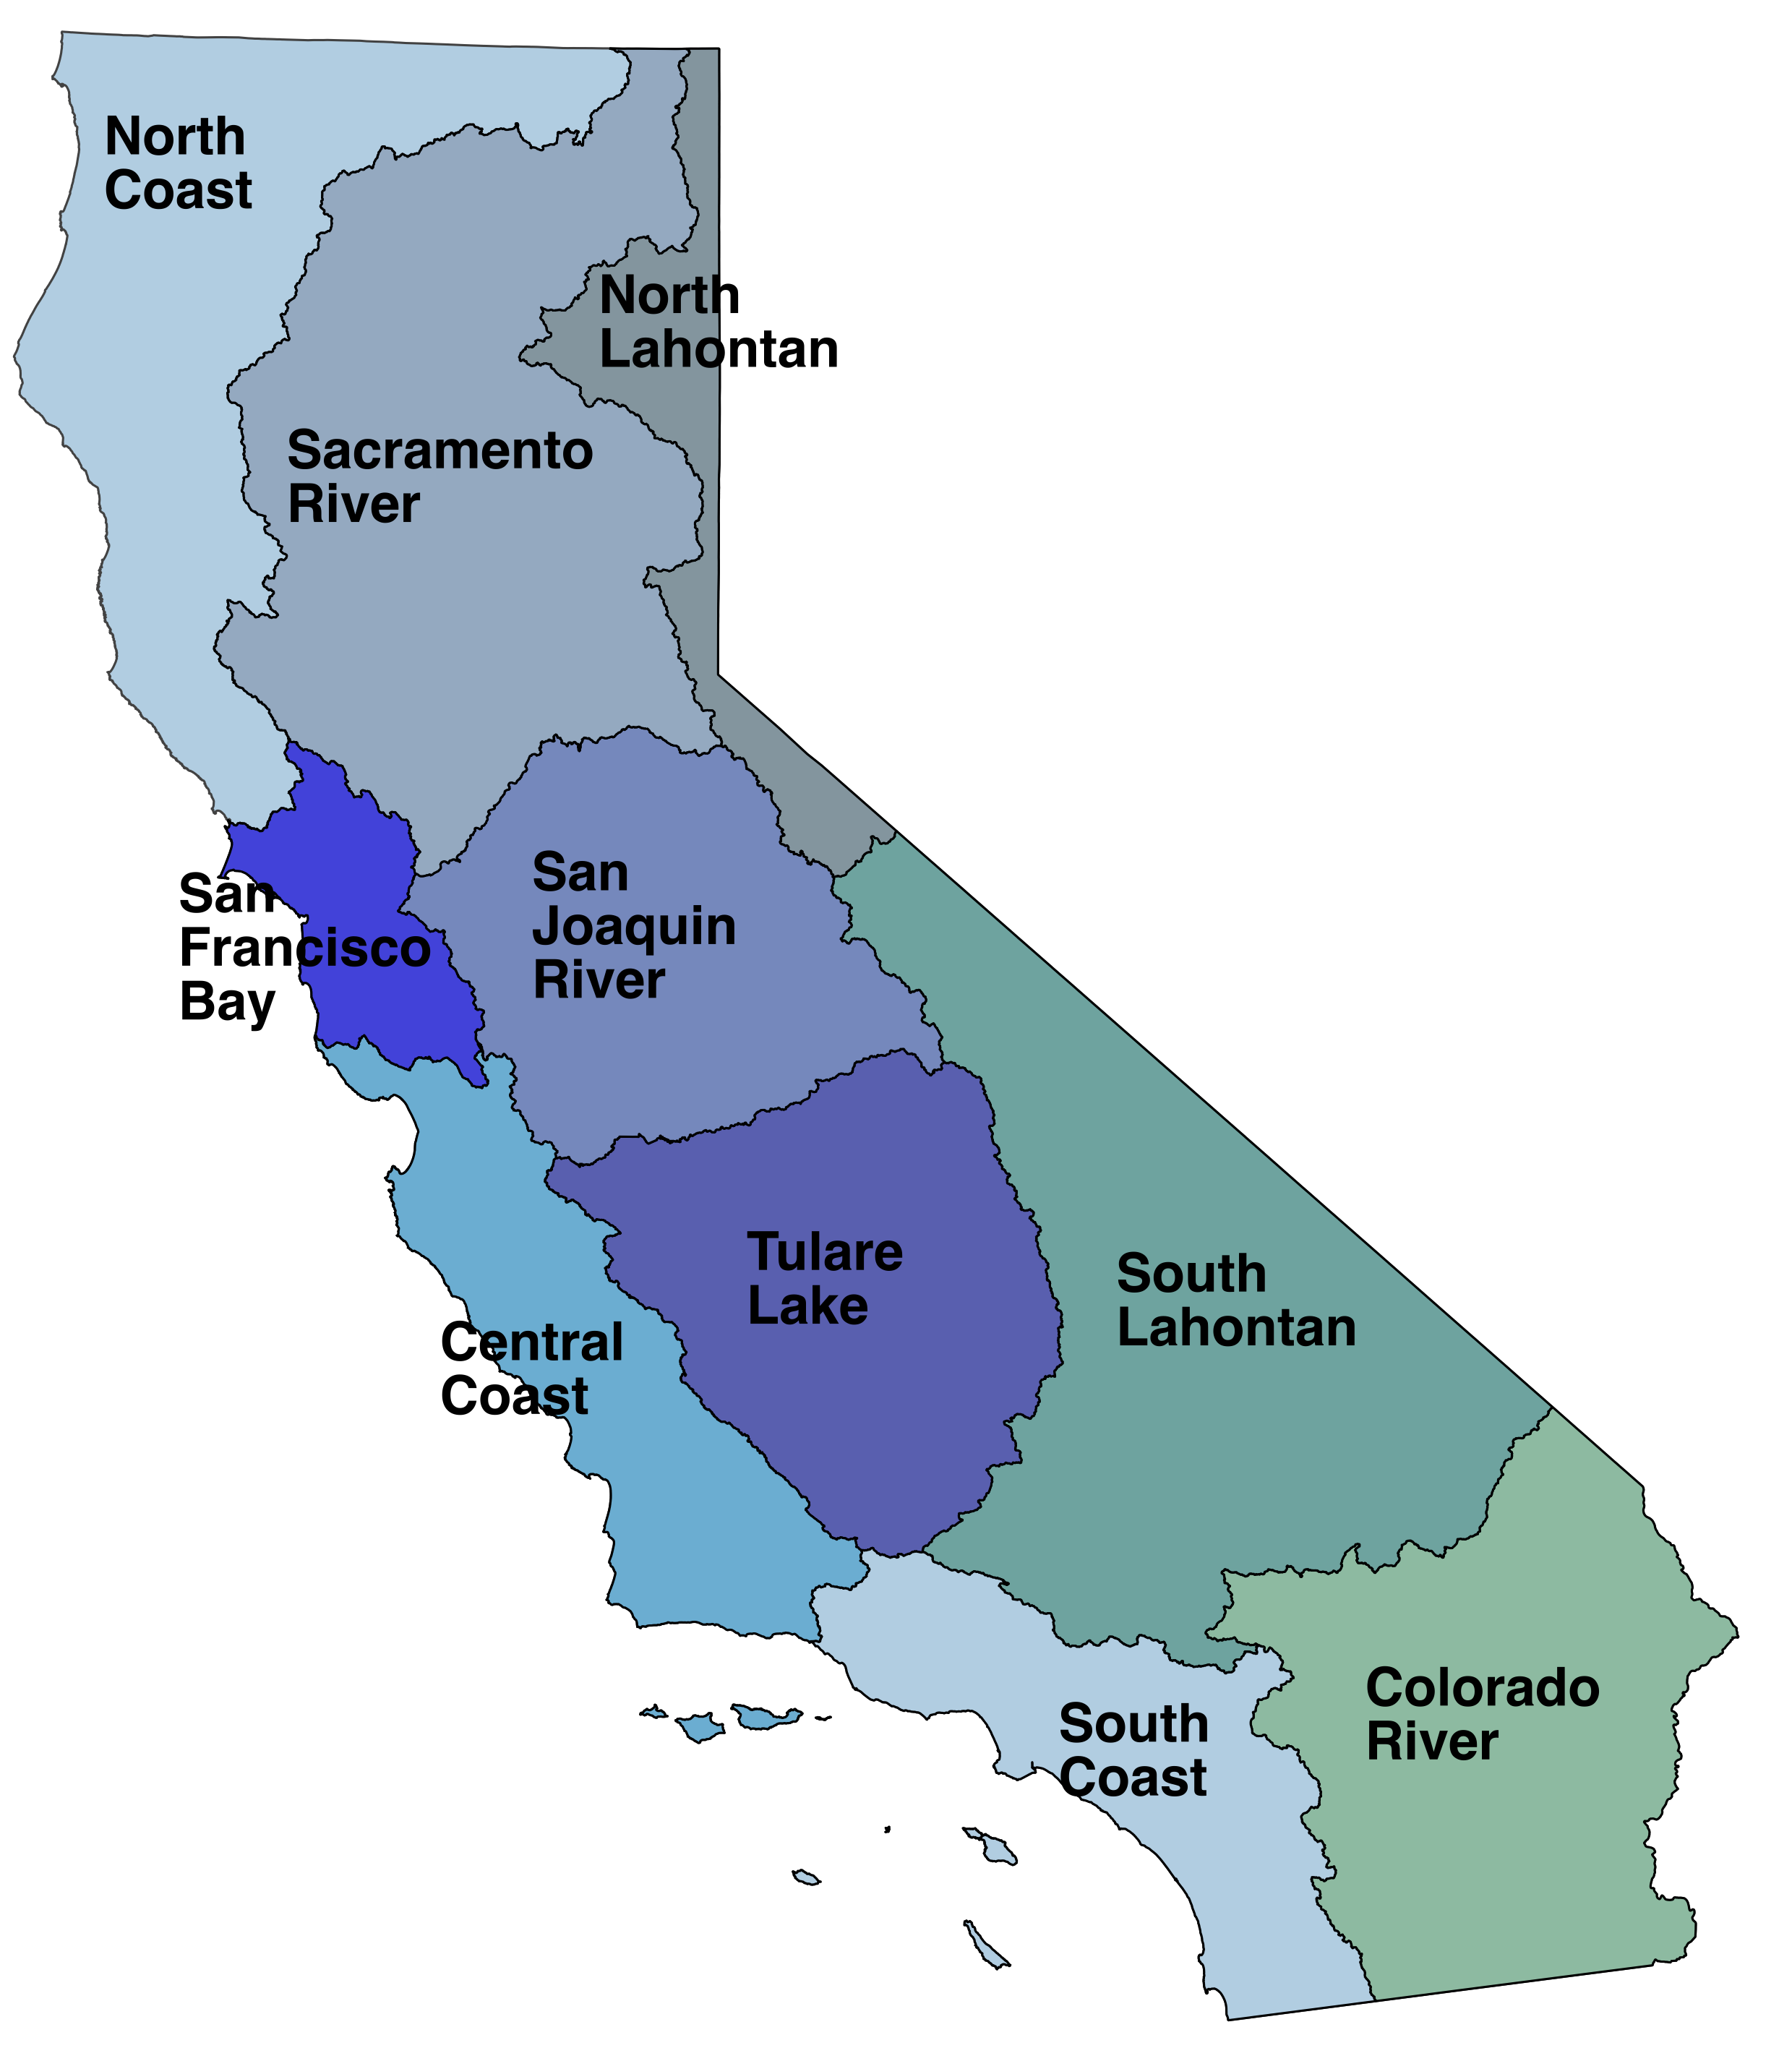 North
Coast
North
Lahontan
Sacramento
River
San
Joaquin
River
San
Francisco
Bay
Tulare
Lake
South
Lahontan
Central
Coast
Colorado
River
South
Coast